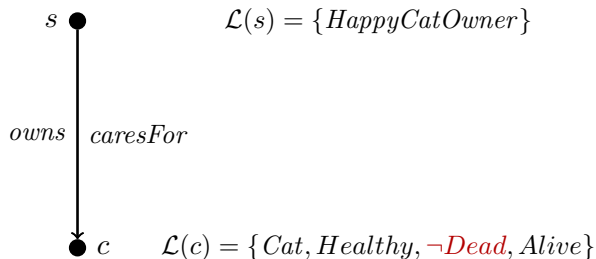 s ℒ(s) = {HappyCatOwner}
owns caresFor
c ℒ(c) = {Cat, Healthy, ¬Dead, Alive}